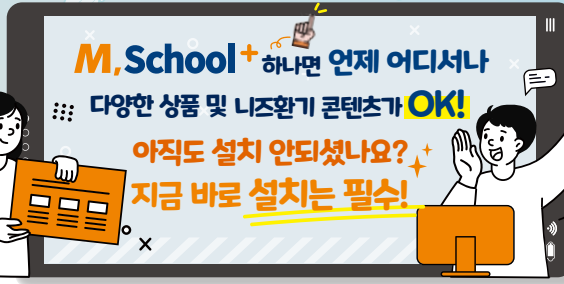 M,School+ 하나면 언제 어디서나
다양한 상품 및 니즈환기 콘텐츠가 OK!
아직도 설치 안되셨나요?
지금 바로 설치는 필수!